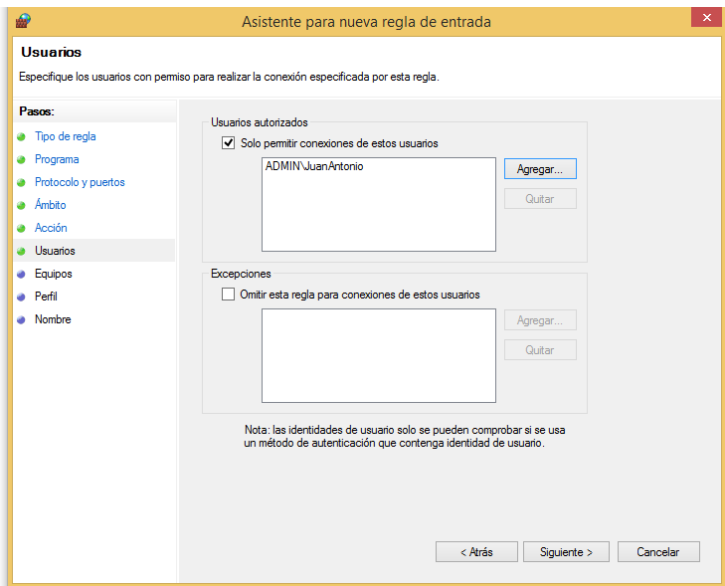 Asistente para nueva regla de entrada
Usuarios
Especifique los usuarios con permiso para realizar la conexión especificada por esta regla.
Pasos:
Tipo de regla
Programa
Protocolo y puertos
Ámbito
Acción
Usuarios
Equipos
Perfil
Nombre
Usuarios autorizados
Solo permitir conexiones de estos usuarios
ADMIN\JuanAntonio
Agregar...
Quitar
Excepciones
Omitir esta regla para conexiones de estos usuarios
Agregar...
Quitar
Nota: las identidades de usuario solo se pueden comprobar si se usa
un método de autenticación que contenga identidad de usuario.
< Atrás
Siguiente >
Cancelar